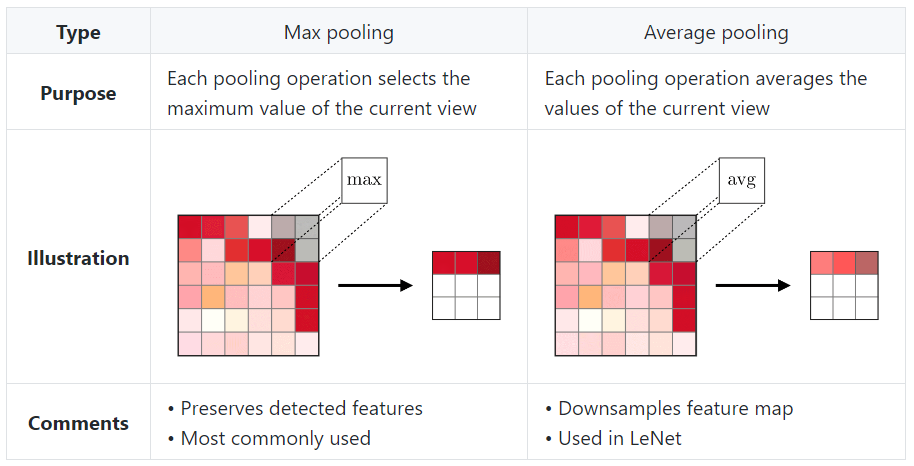 Type
Max pooling
Average pooling
Purpose
Each pooling operation selects the
maximum value of the current view
Each pooling operation averages the
values of the current view
Illustration
max
avg
Comments
• Preserves detected features
• Most commonly used
• Downsamples feature map
• Used in LeNet